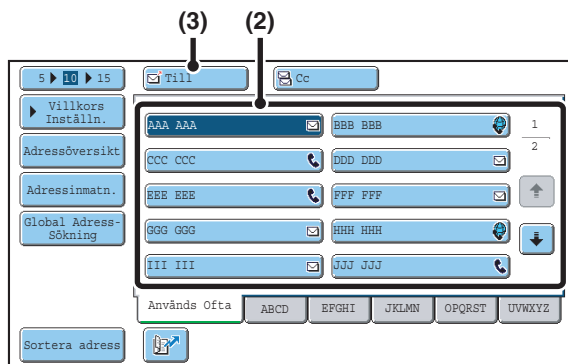 (3) (2)
5 10 15 Till Cc
Villkors
Inställn.
Adressöversikt
Adressinmatn.
Global Adress-
Sökning
AAA AAA BBB BBB
CCC CCC DDD DDD
EEE EEE FFF FFF
GGG GGG HHH HHH
III III JJJ JJJ
1
2
Används Ofta ABCD EFGHI JKLMN OPQRST UVWXYZ
Sortera adress